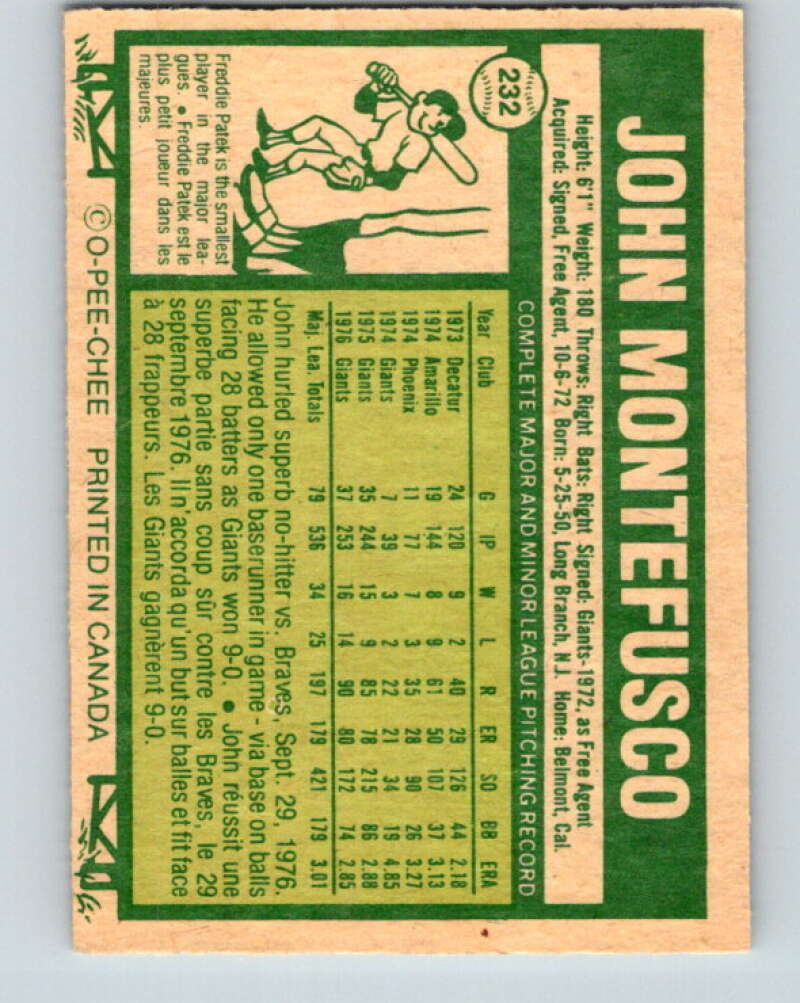 232
JOHN MONTEFUSCO
Height: 6'1" Weight: 180 Throws: Right Bats: Right Signed: Giants-1972, as Free Agent
Acquired: Signed, Free Agent, 10-6-72 Born: 5-25-50, Long Branch, N.J. Home: Belmont, Cal.
COMPLETE MAJOR AND MINOR LEAGUE PITCHING RECORD
Year Club G IP W L R ER SO BB ERA
1973 Decatur 24 120 9 2 40 29 126 44 2.18
1974 Amarillo 19 144 8 9 61 50 107 37 3.13
1974 Phoenix 11 77 7 3 35 28 90 26 3.27
1974 Giants 7 39 3 2 22 21 34 19 4.85
1975 Giants 35 244 15 9 85 78 215 86 2.88
1976 Giants 37 253 16 14 90 80 172 74 2.85
Maj. Lea. Totals 79 536 34 25 197 179 421 179 3.01
John hurled superb no-hitter vs. Braves, Sept. 29, 1976.
He allowed only one baserunner in game - via base on balls
facing 28 batters as Giants won 9-0. • John réussit une
superbe partie sans coup sûr contre les Braves, le 29
septembre 1976. Il n'accorda qu'un but sur balles et fit face
à 28 frappeurs. Les Giants gagnèrent 9-0.
Freddie Patek is the smallest
player in the major lea-
gues. • Freddie Patek est le
plus petit joueur dans les
majeures.
© O-PEE-CHEE PRINTED IN CANADA